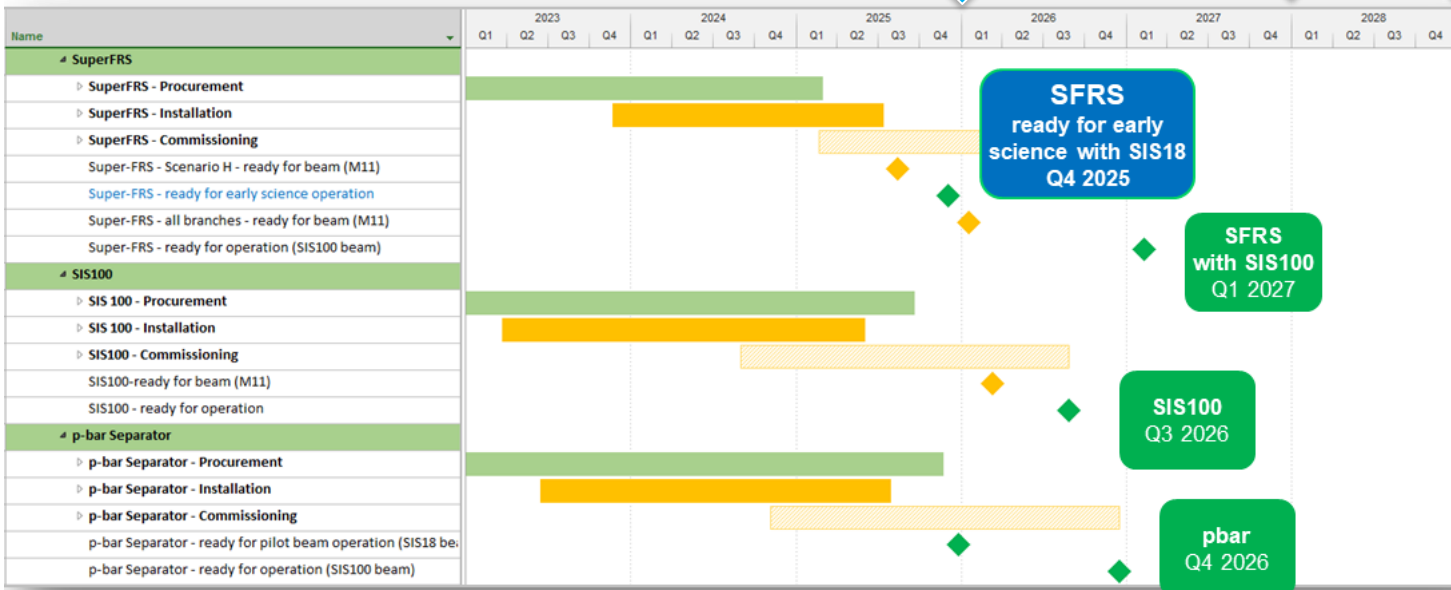 2023 2024 2025 2026 2027 2028
Name Q1 Q2 Q3 Q4 Q1 Q2 Q3 Q4 Q1 Q2 Q3 Q4 Q1 Q2 Q3 Q4 Q1 Q2 Q3 Q4 Q1 Q2 Q3 Q4
SuperFRS
SuperFRS - Procurement
SuperFRS - Installation
SuperFRS - Commissioning
Super-FRS - Scenario H - ready for beam (M11)
Super-FRS - ready for early science operation
Super-FRS - all branches - ready for beam (M11)
Super-FRS - ready for operation (SIS100 beam)
SFRS
ready for early
science with SIS18
Q4 2025
SFRS
with SIS100
Q1 2027
SIS100
SIS 100 - Procurement
SIS 100 - Installation
SIS100 - Commissioning
SIS100-ready for beam (M11)
SIS100 - ready for operation
SIS100
Q3 2026
p-bar Separator
p-bar Separator - Procurement
p-bar Separator - Installation
p-bar Separator - Commissioning
p-bar Separator - ready for pilot beam operation (SIS18 be
p-bar Separator - ready for operation (SIS100 beam)
pbar
Q4 2026